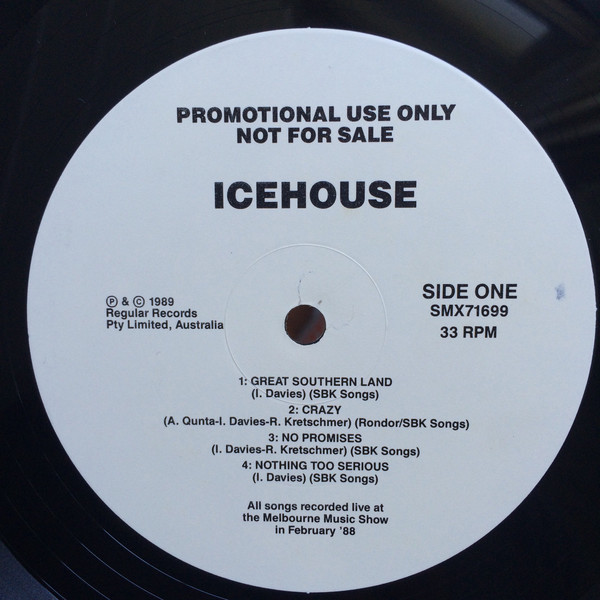 PROMOTIONAL USE ONLY
NOT FOR SALE
ICEHOUSE
℗ & © 1989
Regular Records
Pty Limited, Australia
SIDE ONE
SMX71699
33 RPM
1: GREAT SOUTHERN LAND
(I. Davies) (SBK Songs)
2: CRAZY
(A. Qunta-I. Davies-R. Kretschmer) (Rondor/SBK Songs)
3: NO PROMISES
(I. Davies-R. Kretschmer) (SBK Songs)
4: NOTHING TOO SERIOUS
(I. Davies) (SBK Songs)
All songs recorded live at
the Melbourne Music Show
in February '88